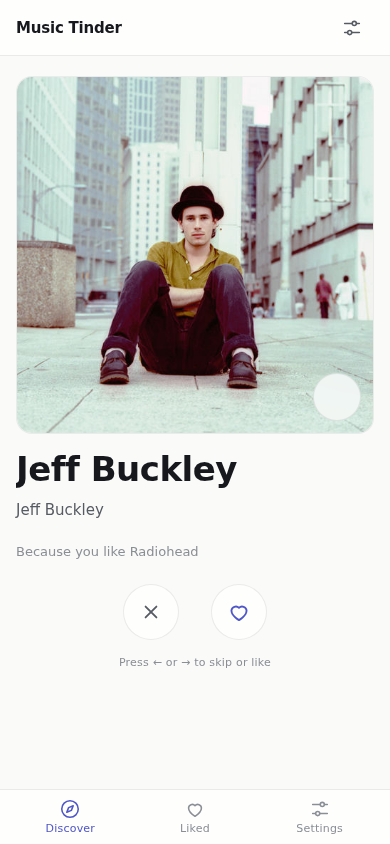 Music Tinder
Jeff Buckley
Jeff Buckley
Because you like Radiohead
Press ← or → to skip or like
Discover
Liked
Settings